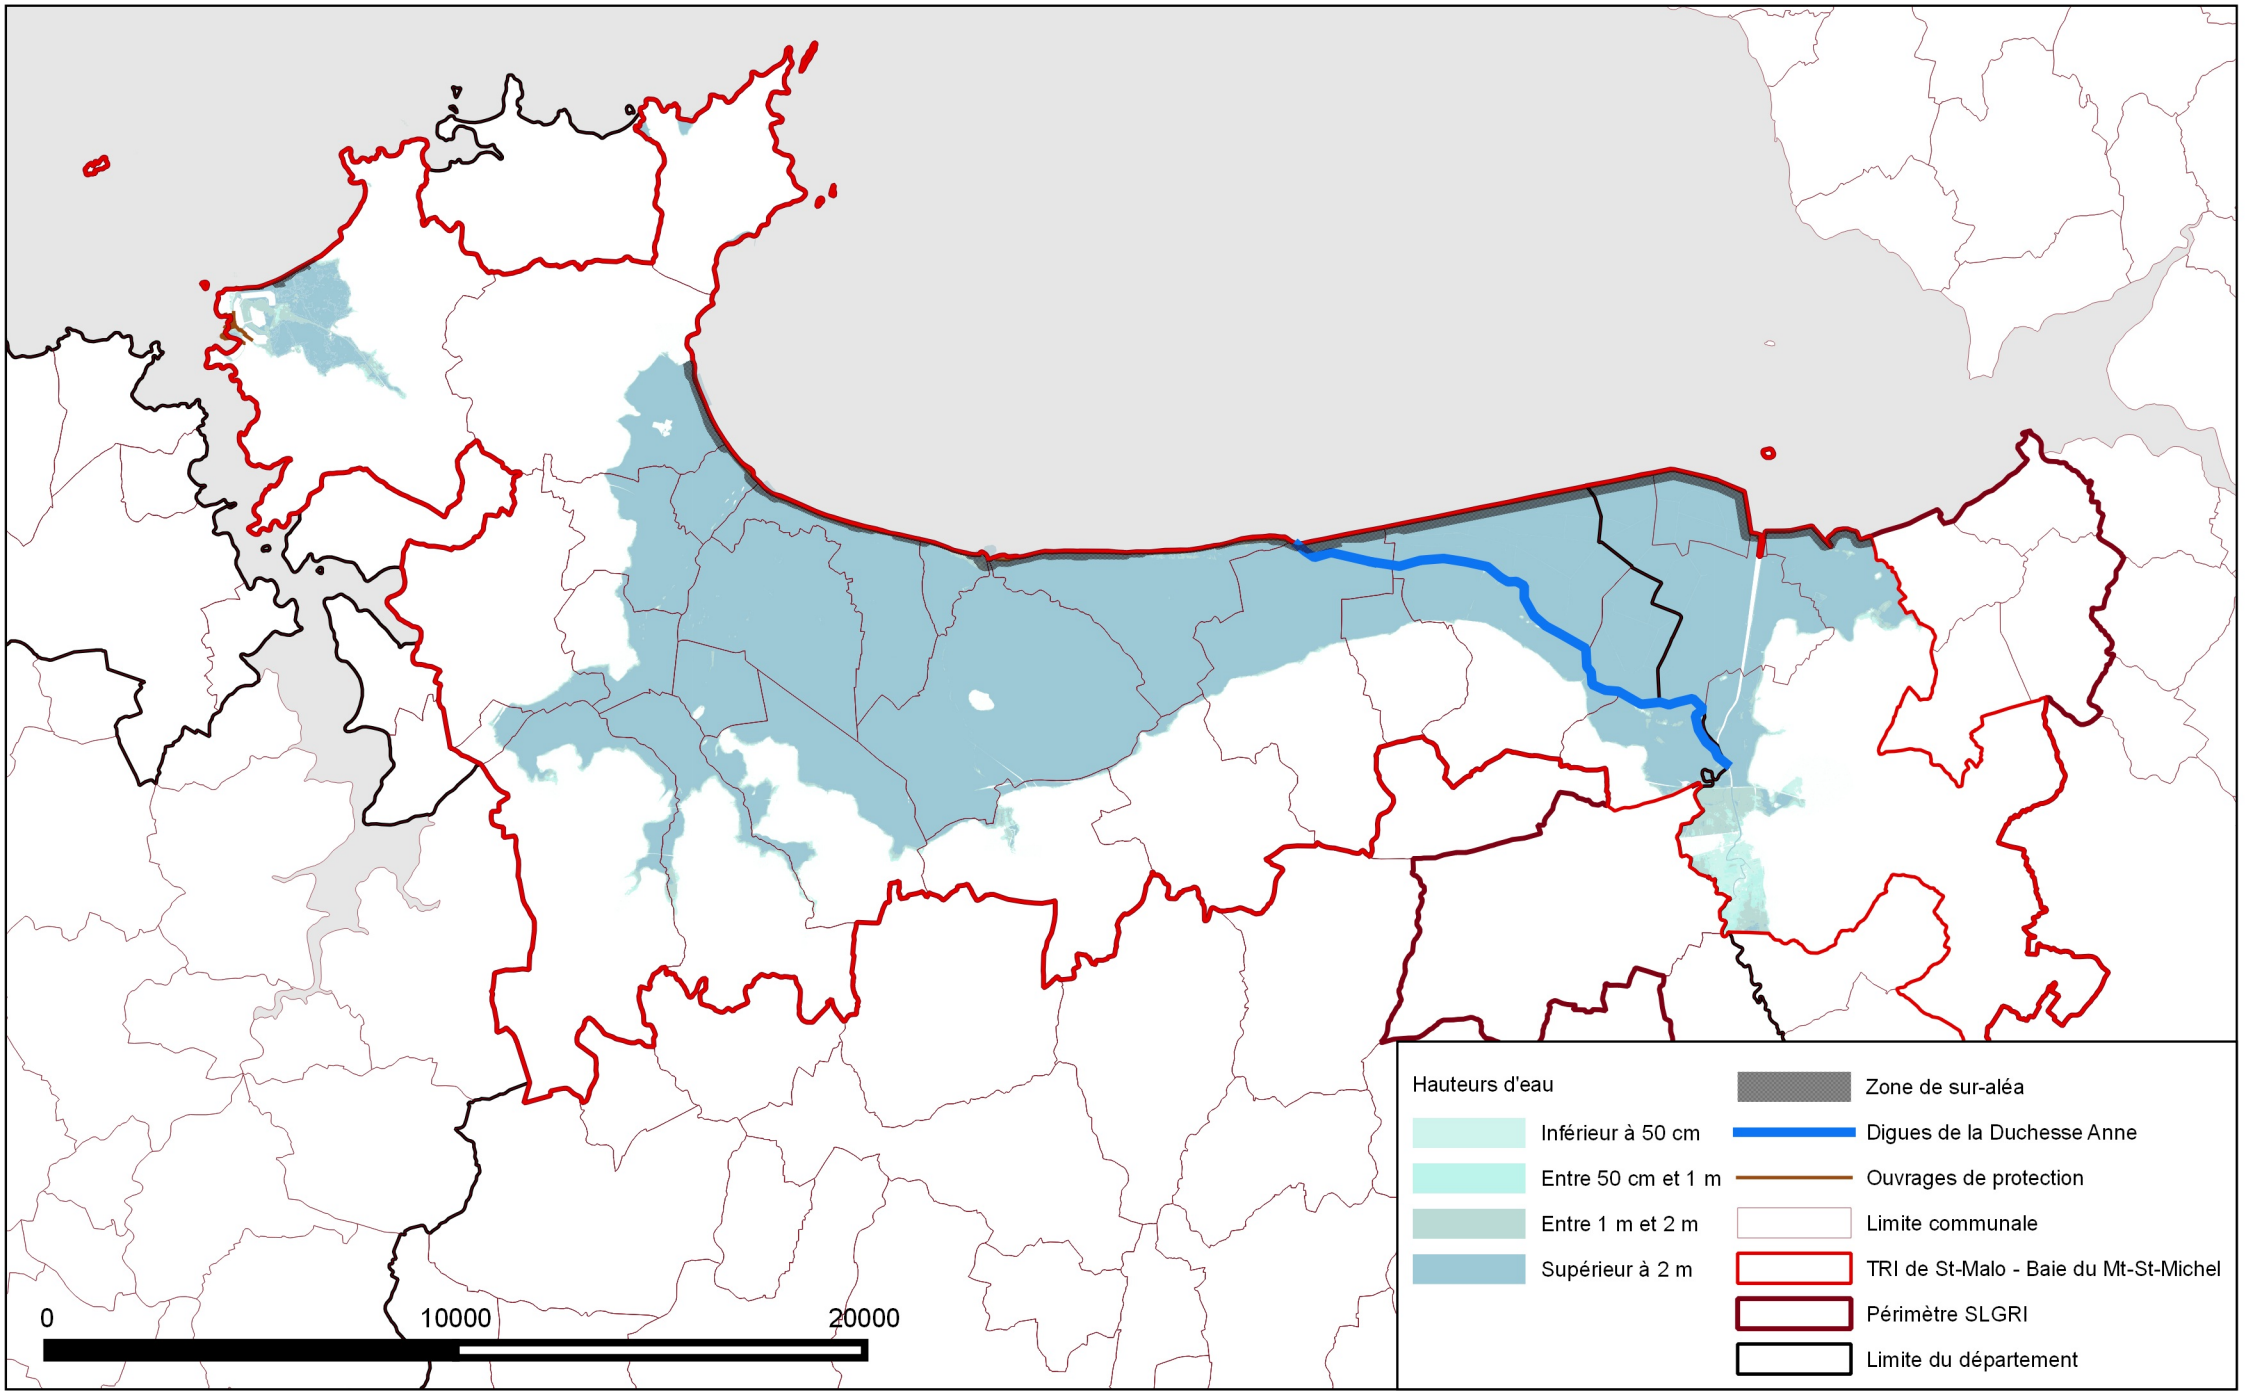 Hauteurs d'eau
Inférieur à 50 cm
Entre 50 cm et 1 m
Entre 1 m et 2 m
Supérieur à 2 m
Zone de sur-aléa
Digues de la Duchesse Anne
Ouvrages de protection
Limite communale
TRI de St-Malo - Baie du Mt-St-Michel
Périmètre SLGRI
Limite du département
0 10000 20000